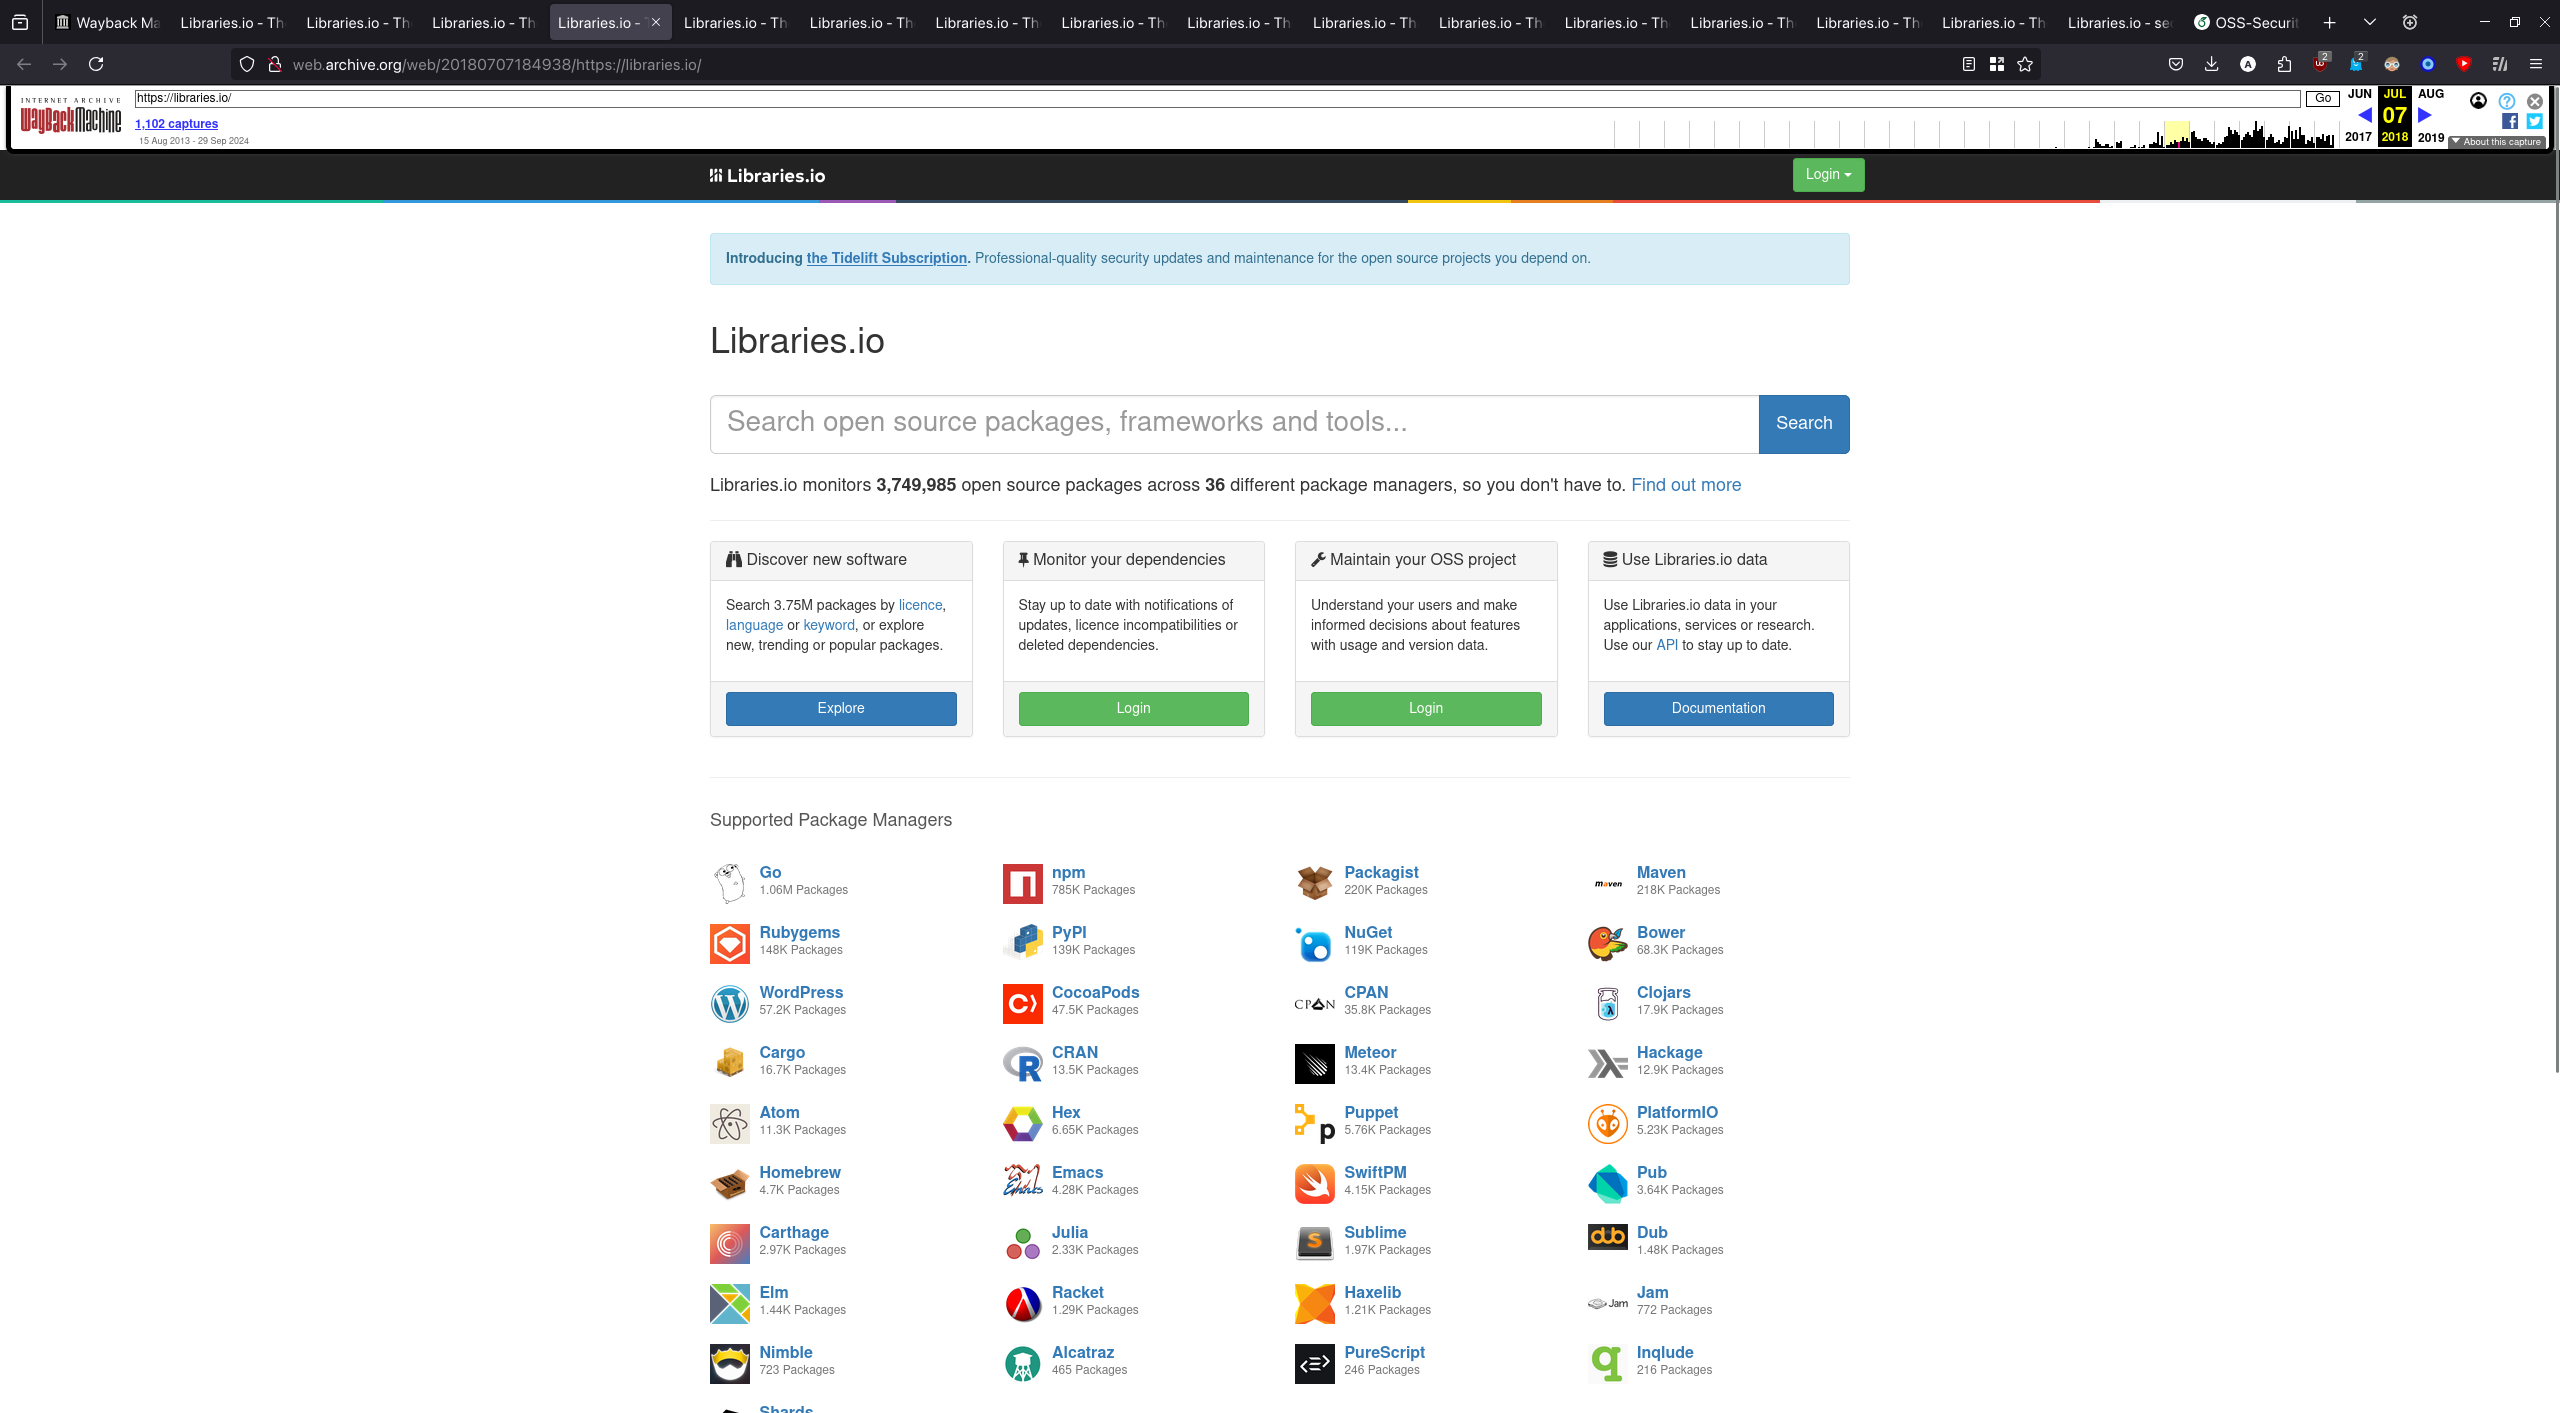 Wayback Ma
Libraries.io - Th
Libraries.io - Th
Libraries.io - Th
Libraries.io - T
Libraries.io - Th
Libraries.io - Th
Libraries.io - Th
Libraries.io - Th
Libraries.io - Th
Libraries.io - Th
Libraries.io - Th
Libraries.io - Th
Libraries.io - Th
Libraries.io - Th
Libraries.io - Th
Libraries.io - sec
OSS-Securit
web.archive.org/web/20180707184938/https://libraries.io/
2
2
INTERNET ARCHIVE
WayBackMachine
https://libraries.io/
Go
JUN JUL AUG
1,102 captures
07
15 Aug 2013 - 29 Sep 2024
2017 2018 2019
About this capture
Libraries.io
Login
Introducing the Tidelift Subscription. Professional-quality security updates and maintenance for the open source projects you depend on.
Libraries.io
Search open source packages, frameworks and tools...
Search
Libraries.io monitors 3,749,985 open source packages across 36 different package managers, so you don't have to. Find out more
Discover new software
Search 3.75M packages by licence,
language or keyword, or explore
new, trending or popular packages.
Explore
Monitor your dependencies
Stay up to date with notifications of
updates, licence incompatibilities or
deleted dependencies.
Login
Maintain your OSS project
Understand your users and make
informed decisions about features
with usage and version data.
Login
Use Libraries.io data
Use Libraries.io data in your
applications, services or research.
Use our API to stay up to date.
Documentation
Supported Package Managers
Go
1.06M Packages
npm
785K Packages
Packagist
220K Packages
maven
Maven
218K Packages
Rubygems
148K Packages
PyPI
139K Packages
NuGet
119K Packages
Bower
68.3K Packages
WordPress
57.2K Packages
CocoaPods
47.5K Packages
CPAN
CPAN
35.8K Packages
Clojars
17.9K Packages
Cargo
16.7K Packages
CRAN
13.5K Packages
Meteor
13.4K Packages
Hackage
12.9K Packages
Atom
11.3K Packages
Hex
6.65K Packages
Puppet
5.76K Packages
PlatformIO
5.23K Packages
Homebrew
4.7K Packages
Emacs
Emacs
4.28K Packages
SwiftPM
4.15K Packages
Pub
3.64K Packages
Carthage
2.97K Packages
Julia
2.33K Packages
Sublime
1.97K Packages
dub
Dub
1.48K Packages
Elm
1.44K Packages
Racket
1.29K Packages
Haxelib
1.21K Packages
Jam
Jam
772 Packages
Nimble
723 Packages
Alcatraz
465 Packages
PureScript
246 Packages
Inqlude
216 Packages
Shards